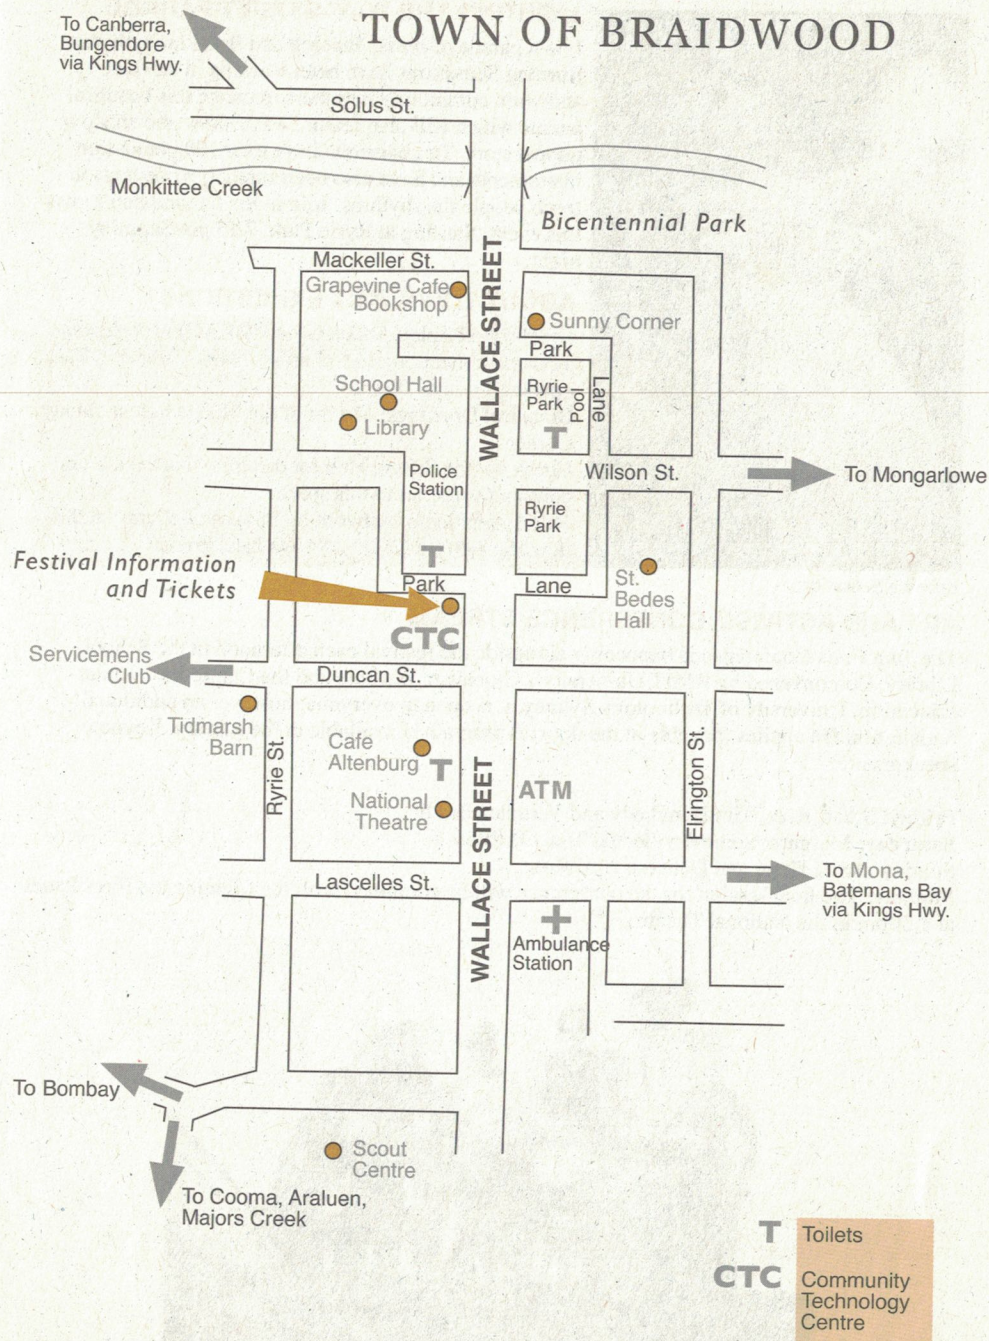 TOWN OF BRAIDWOOD
To Canberra,
Bungendore
via Kings Hwy.
Solus St.
Monkittee Creek
Bicentennial Park
Mackeller St.
WALLACE STREET
Grapevine Cafe
Bookshop
Sunny Corner
Park
Lane
School Hall
Library
Ryrie
Park
Pool
T
Police
Station
Wilson St.
To Mongarlowe
Ryrie
Park
T
Festival Information
and Tickets
Park
Lane
St.
Bedes
Hall
CTC
Servicemens
Club
Duncan St.
Tidmarsh
Barn
Ryrie St.
Cafe
Altenburg
T
National
Theatre
WALLACE STREET
ATM
Elrington St.
Lascelles St.
To Mona,
Batemans Bay
via Kings Hwy.
Ambulance
Station
To Bombay
Scout
Centre
To Cooma, Araluen,
Majors Creek
T Toilets
CTC Community
Technology
Centre